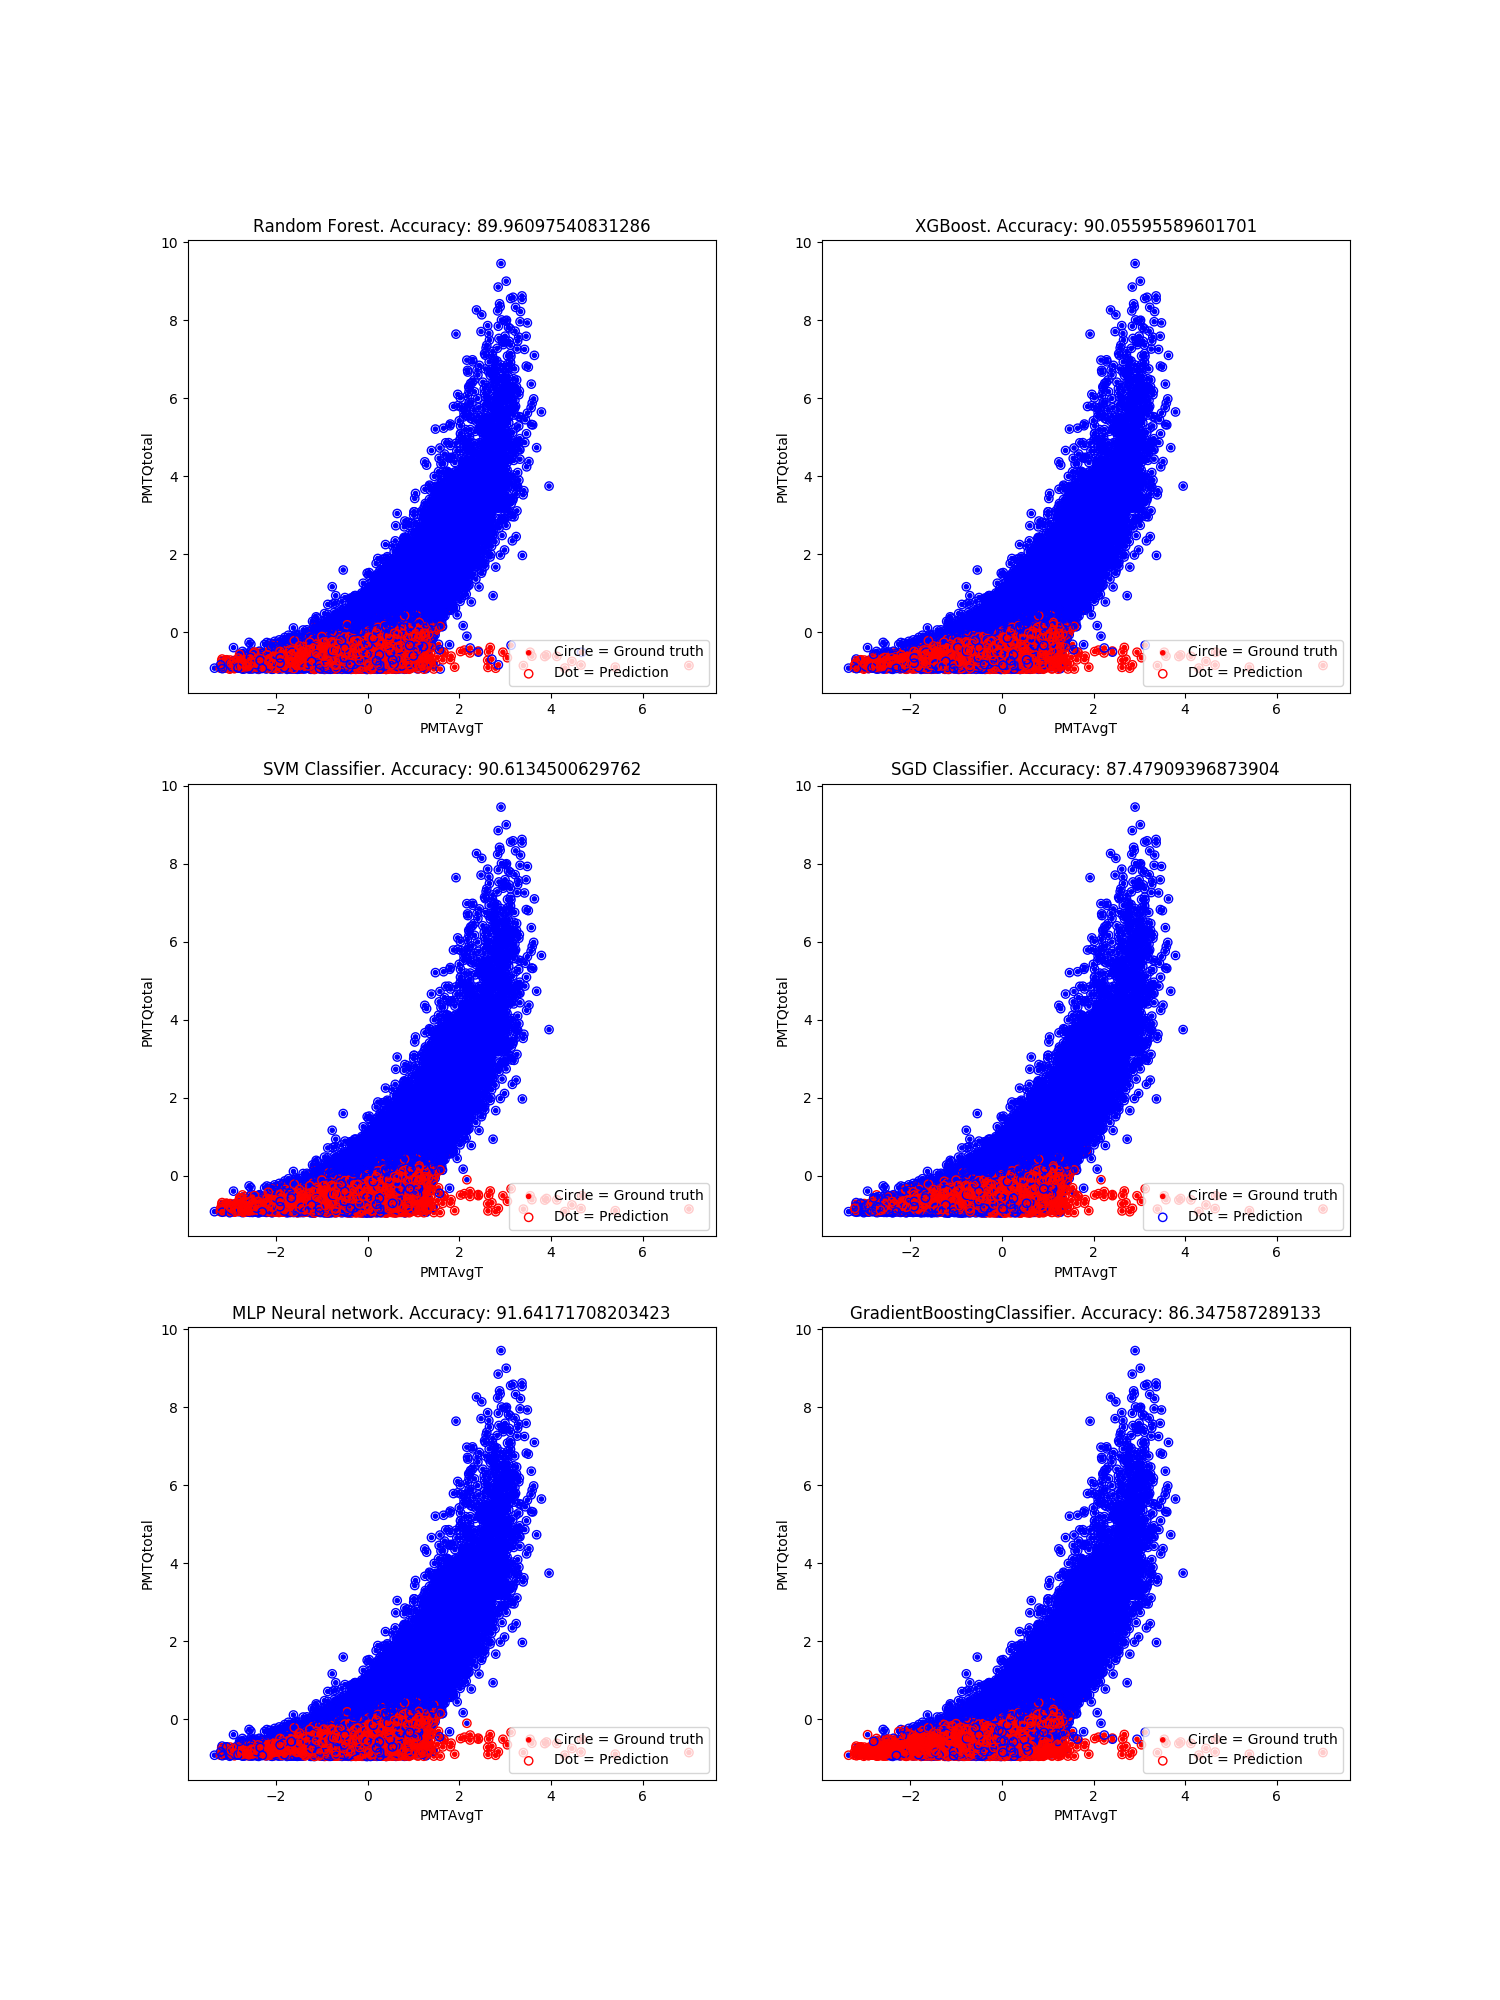 Random Forest. Accuracy: 89.96097540831286
10
8
6
4
2
0
PMTQtotal
Circle = Ground truth
Dot = Prediction
−2 0 2 4 6
PMTAvgT
XGBoost. Accuracy: 90.05595589601701
10
8
6
4
2
0
PMTQtotal
Circle = Ground truth
Dot = Prediction
−2 0 2 4 6
PMTAvgT
SVM Classifier. Accuracy: 90.6134500629762
10
8
6
4
2
0
PMTQtotal
Circle = Ground truth
Dot = Prediction
−2 0 2 4 6
PMTAvgT
SGD Classifier. Accuracy: 87.47909396873904
10
8
6
4
2
0
PMTQtotal
Circle = Ground truth
Dot = Prediction
−2 0 2 4 6
PMTAvgT
MLP Neural network. Accuracy: 91.64171708203423
10
8
6
4
2
0
PMTQtotal
Circle = Ground truth
Dot = Prediction
−2 0 2 4 6
PMTAvgT
GradientBoostingClassifier. Accuracy: 86.347587289133
10
8
6
4
2
0
PMTQtotal
Circle = Ground truth
Dot = Prediction
−2 0 2 4 6
PMTAvgT